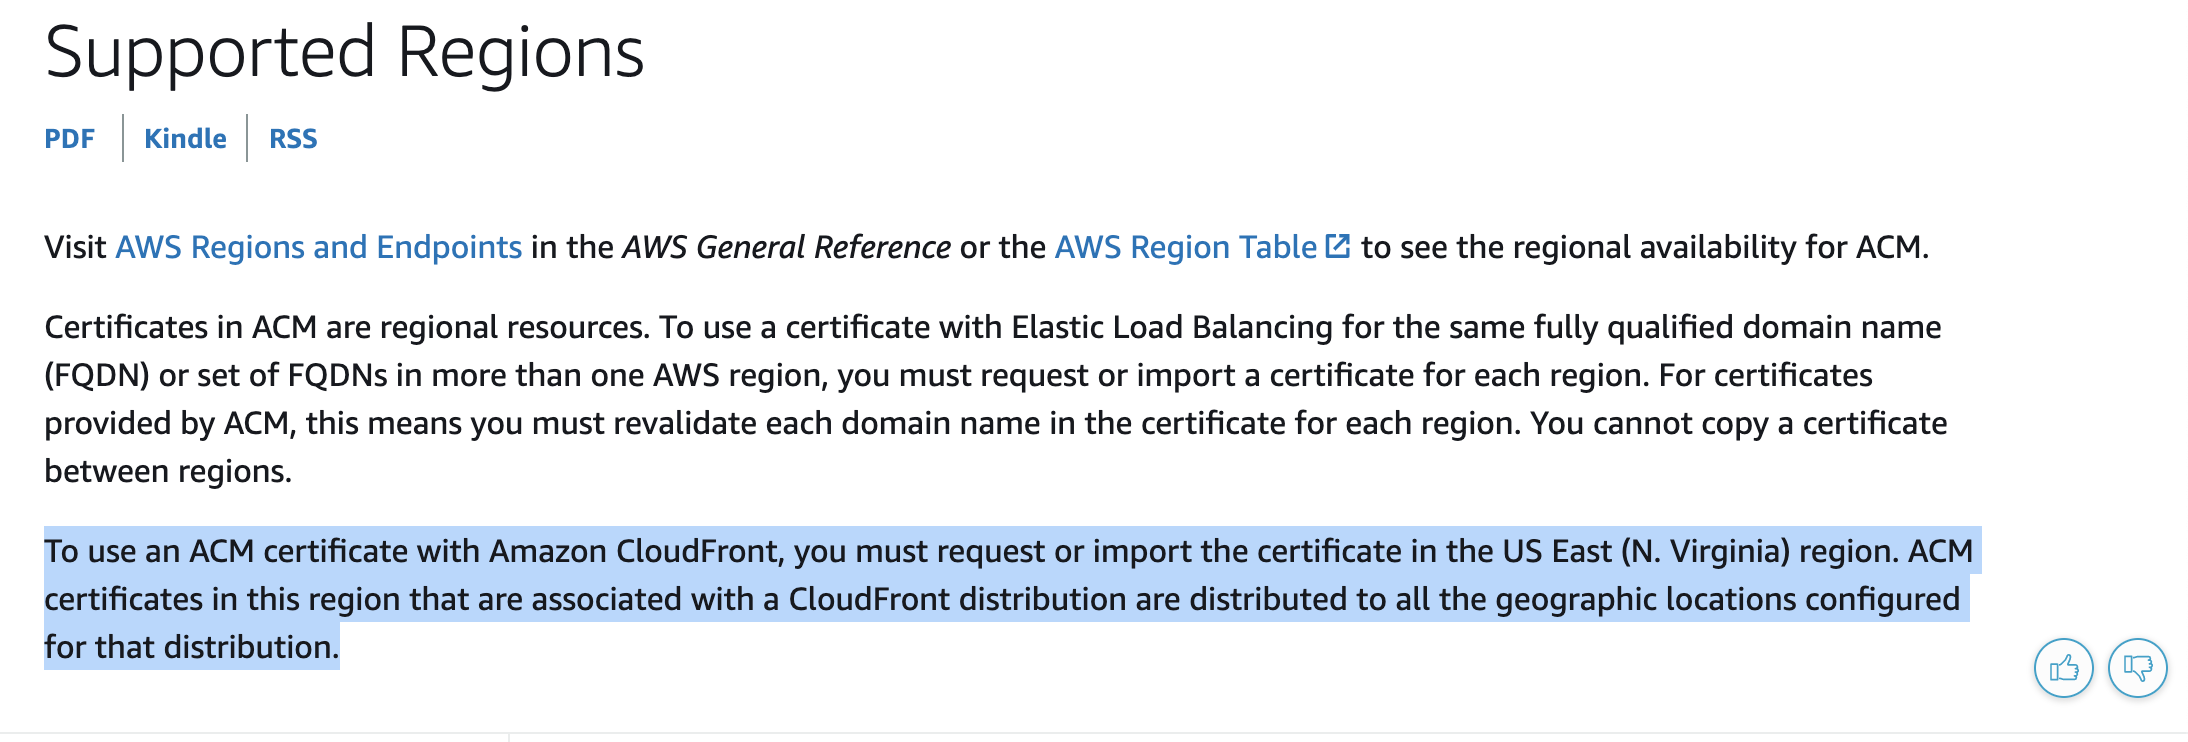 Supported Regions
PDF
Kindle
RSS
Visit AWS Regions and Endpoints in the AWS General Reference or the AWS Region Table to see the regional availability for ACM.
Certificates in ACM are regional resources. To use a certificate with Elastic Load Balancing for the same fully qualified domain name
(FQDN) or set of FQDNs in more than one AWS region, you must request or import a certificate for each region. For certificates
provided by ACM, this means you must revalidate each domain name in the certificate for each region. You cannot copy a certificate
between regions.
To use an ACM certificate with Amazon CloudFront, you must request or import the certificate in the US East (N. Virginia) region. ACM
certificates in this region that are associated with a CloudFront distribution are distributed to all the geographic locations configured
for that distribution.